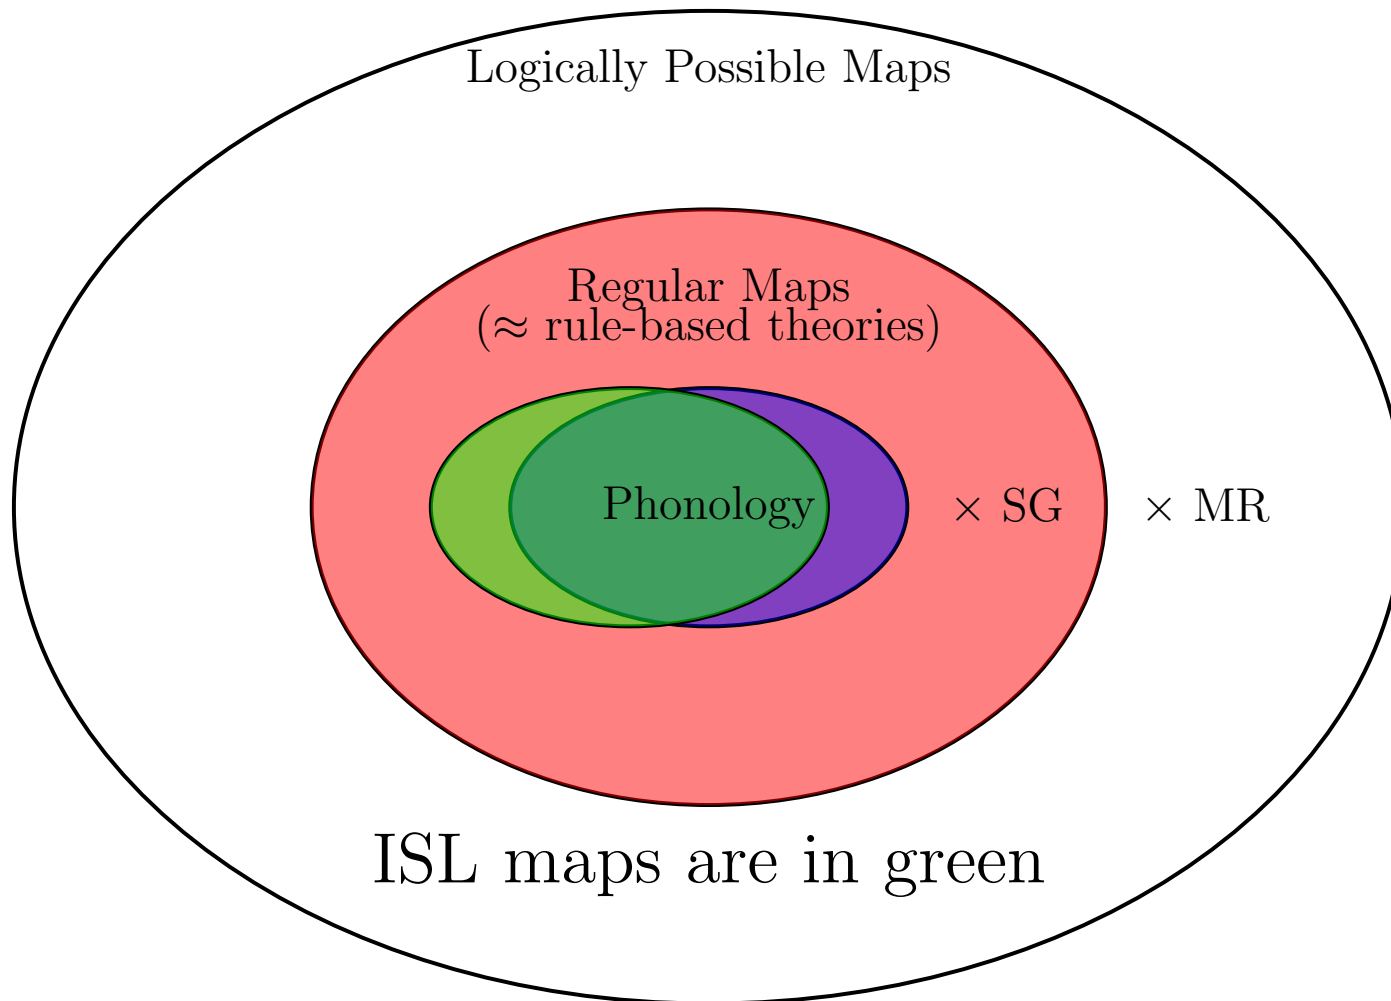 Logically Possible Maps
Regular Maps
(≈ rule-based theories)
Phonology
× SG
× MR
ISL maps are in green